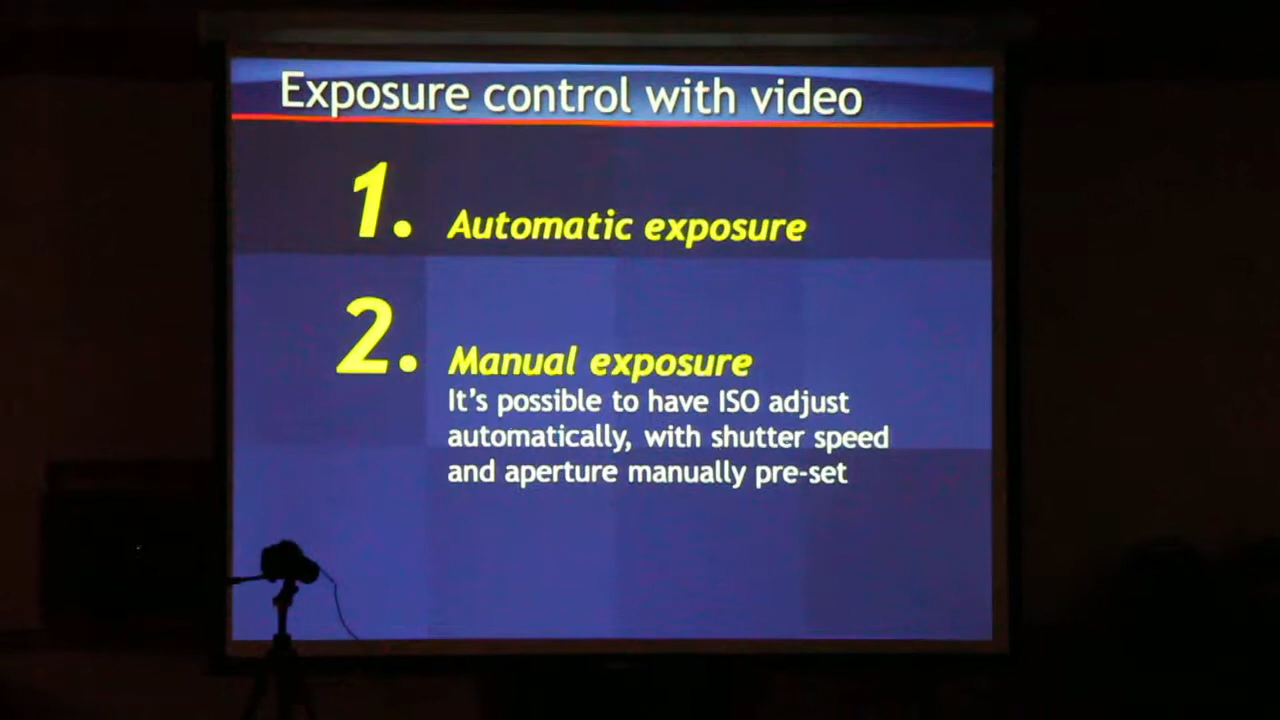 Exposure control with video
1. Automatic exposure
2. Manual exposure
It's possible to have ISO adjust
automatically, with shutter speed
and aperture manually pre-set